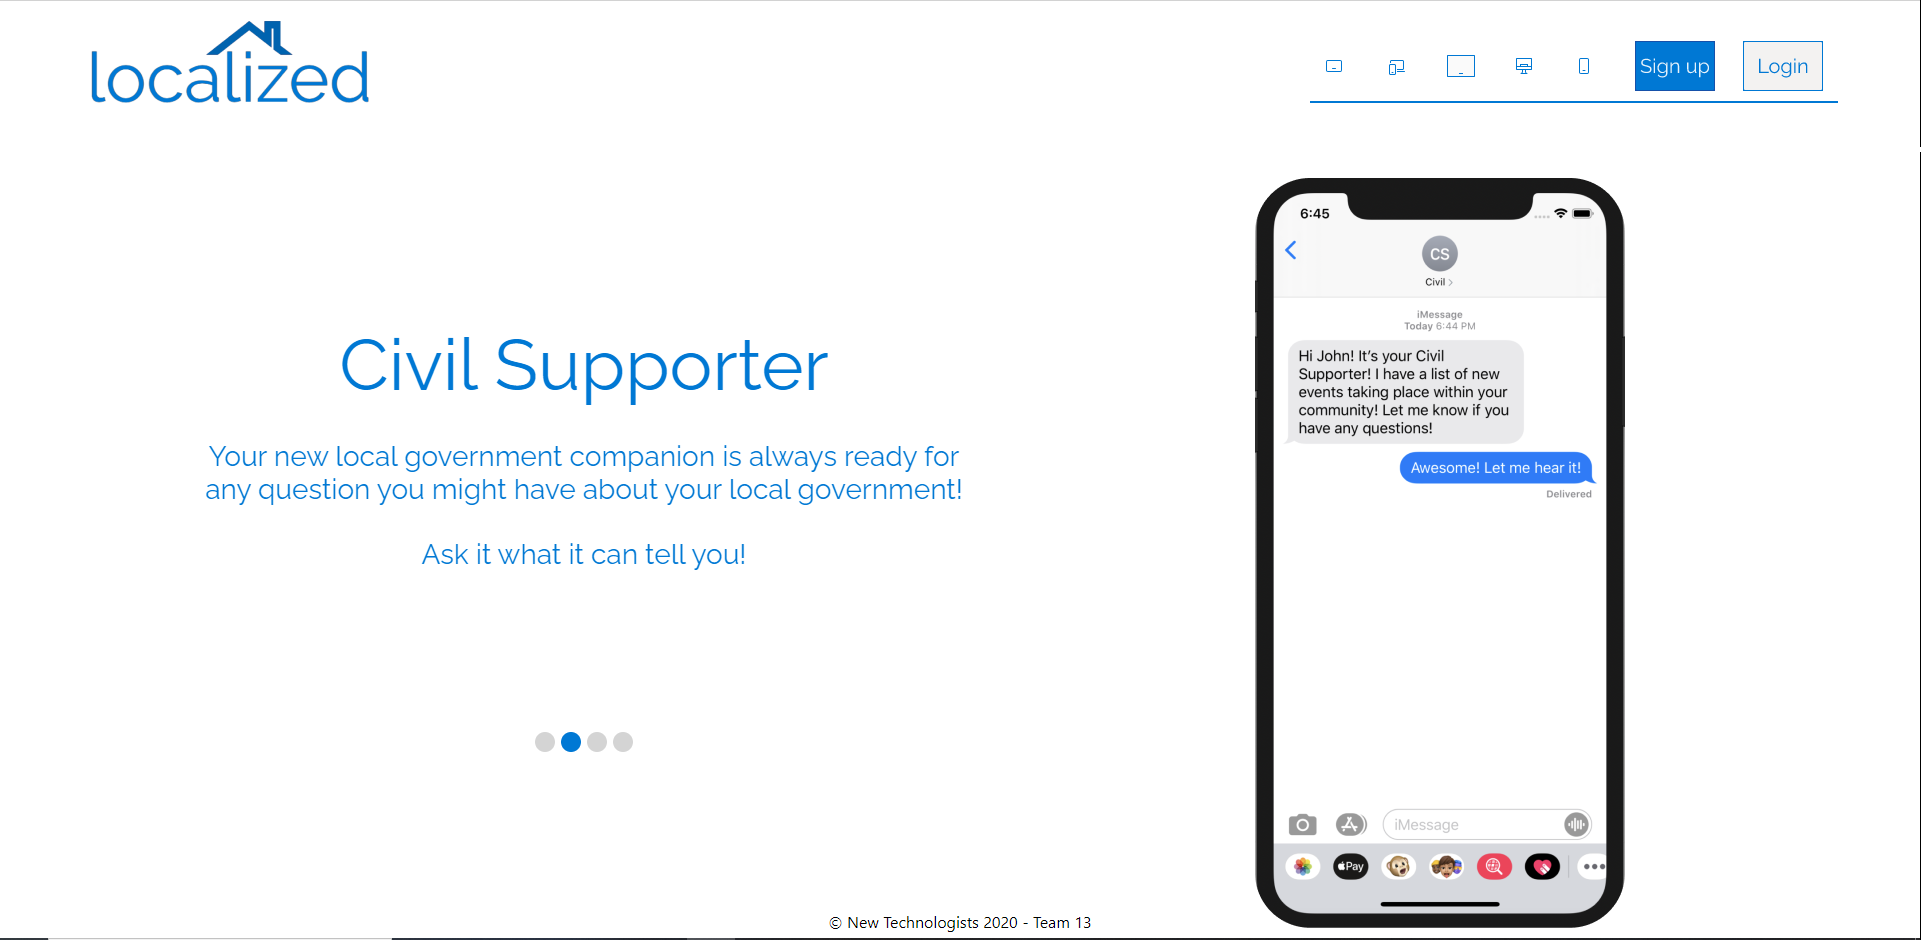 localized
Sign up
Login
Civil Supporter
Your new local government companion is always ready for
any question you might have about your local government!
Ask it what it can tell you!
6:45
CS
Civil
iMessage
Today 6:44 PM
Hi John! It’s your Civil
Supporter! I have a list of new
events taking place within your
community! Let me know if you
have any questions!
Awesome! Let me hear it!
Delivered
iMessage
Pay
© New Technologists 2020 - Team 13